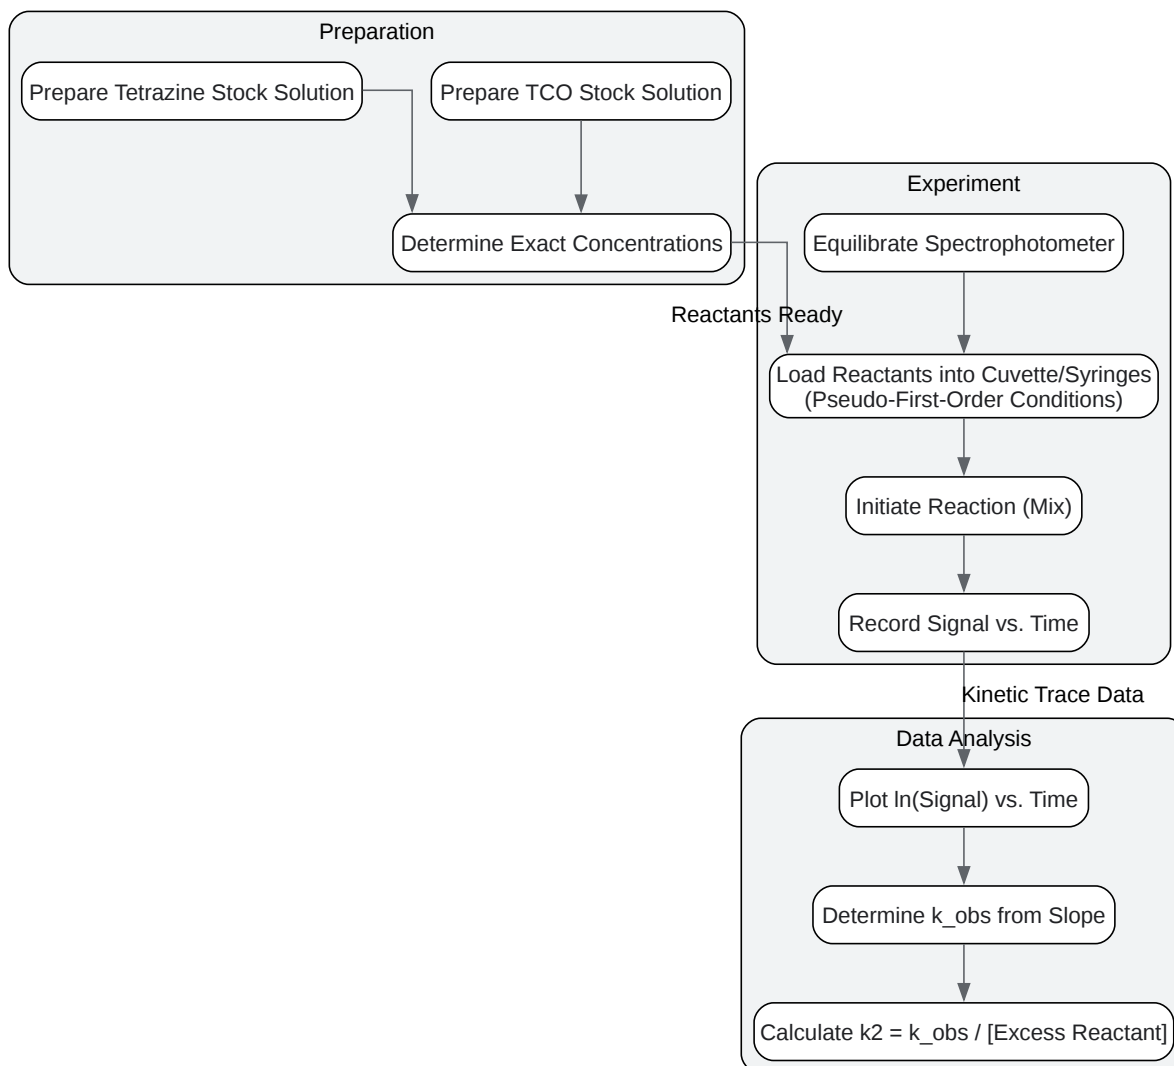 Preparation
Prepare Tetrazine Stock Solution
Prepare TCO Stock Solution
Determine Exact Concentrations
Reactants Ready
Experiment
Equilibrate Spectrophotometer
Load Reactants into Cuvette/Syringes
(Pseudo-First-Order Conditions)
Initiate Reaction (Mix)
Record Signal vs. Time
Kinetic Trace Data
Data Analysis
Plot ln(Signal) vs. Time
Determine k_obs from Slope
Calculate k2 = k_obs / [Excess Reactant]